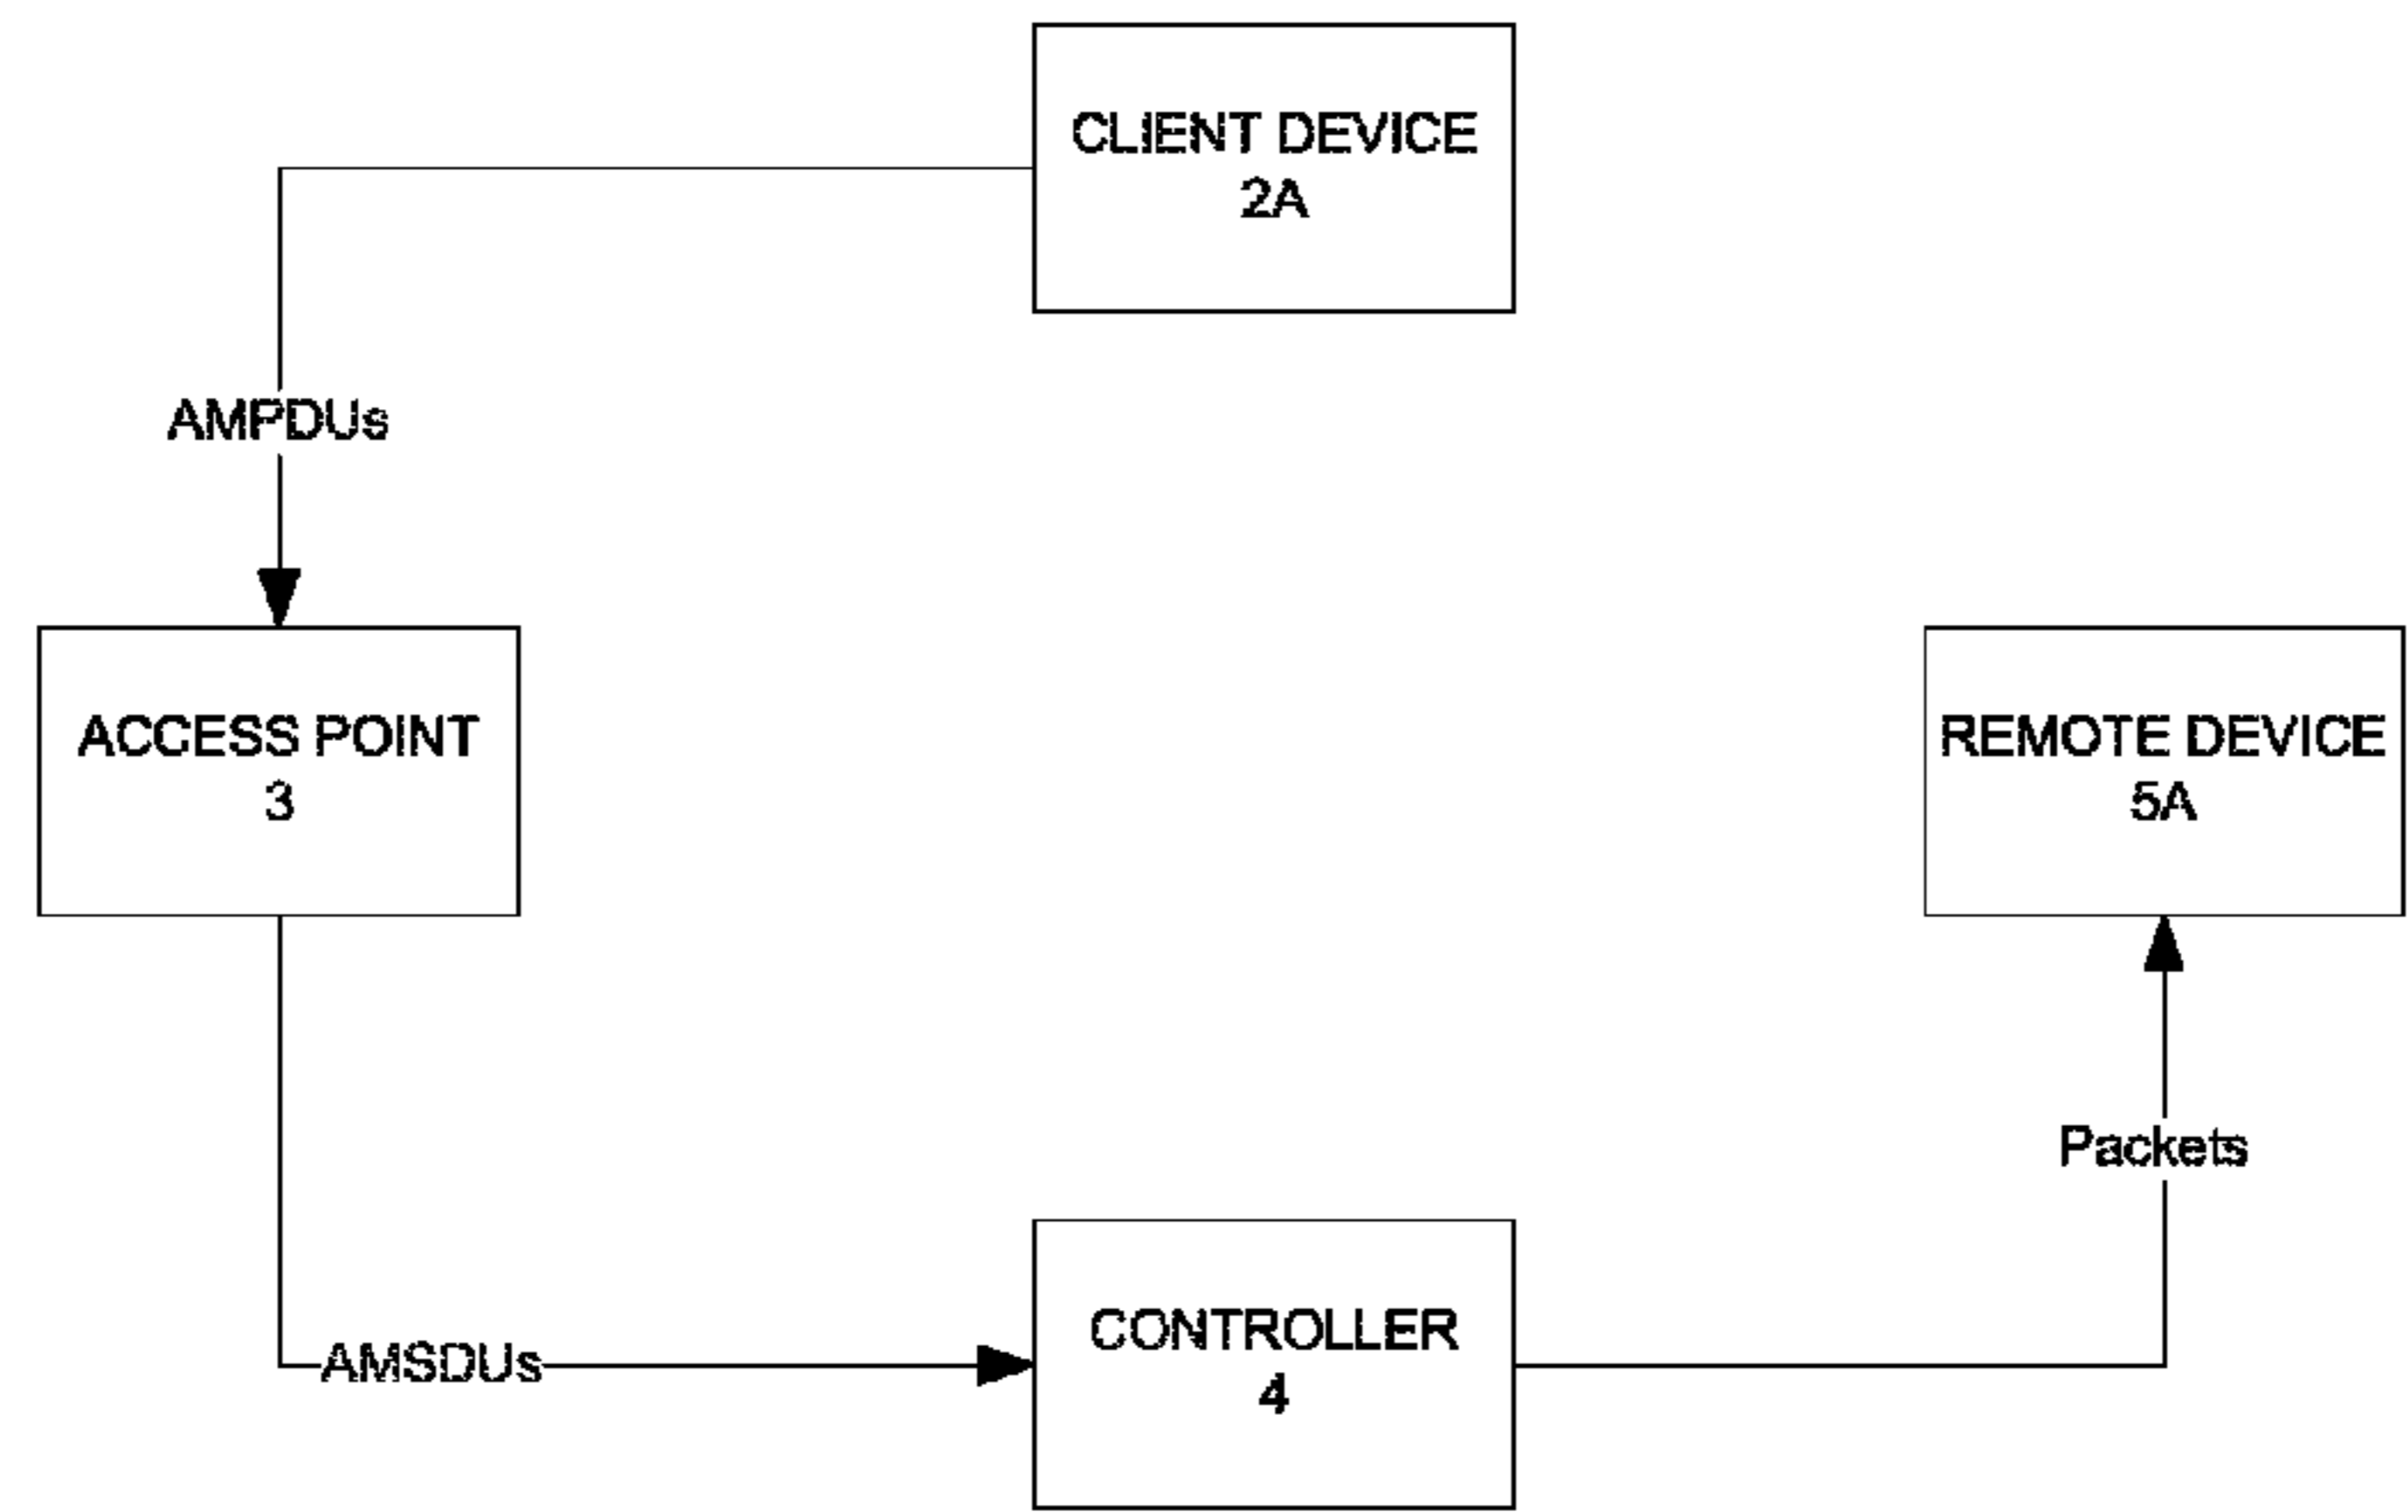 CLIENT DEVICE
2A
AMPDUs
ACCESS POINT
3
REMOTE DEVICE
5A
Packets
AMSDUs
CONTROLLER
4